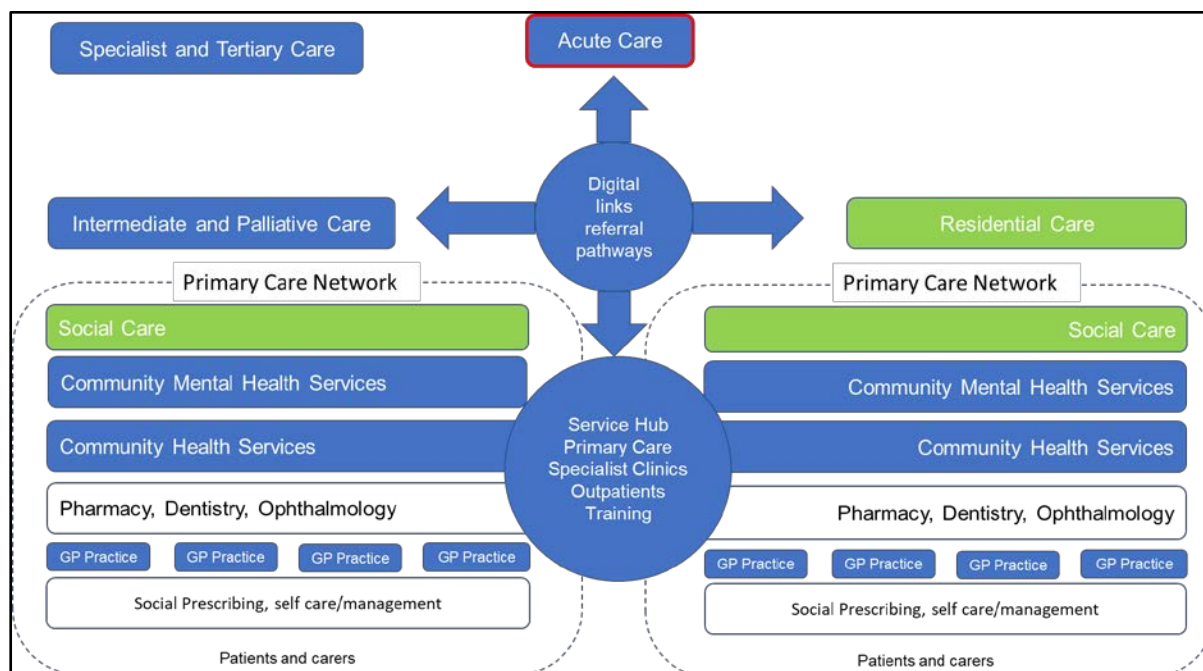 Specialist and Tertiary Care
Acute Care
Digital
links
referral
pathways
Intermediate and Palliative Care
Residential Care
Primary Care Network
Social Care
Community Mental Health Services
Community Health Services
Pharmacy, Dentistry, Ophthalmology
GP Practice
GP Practice
GP Practice
GP Practice
Social Prescribing, self care/management
Patients and carers
Service Hub
Primary Care
Specialist Clinics
Outpatients
Training
Primary Care Network
Social Care
Community Mental Health Services
Community Health Services
Pharmacy, Dentistry, Ophthalmology
GP Practice
GP Practice
GP Practice
GP Practice
Social Prescribing, self care/management
Patients and carers